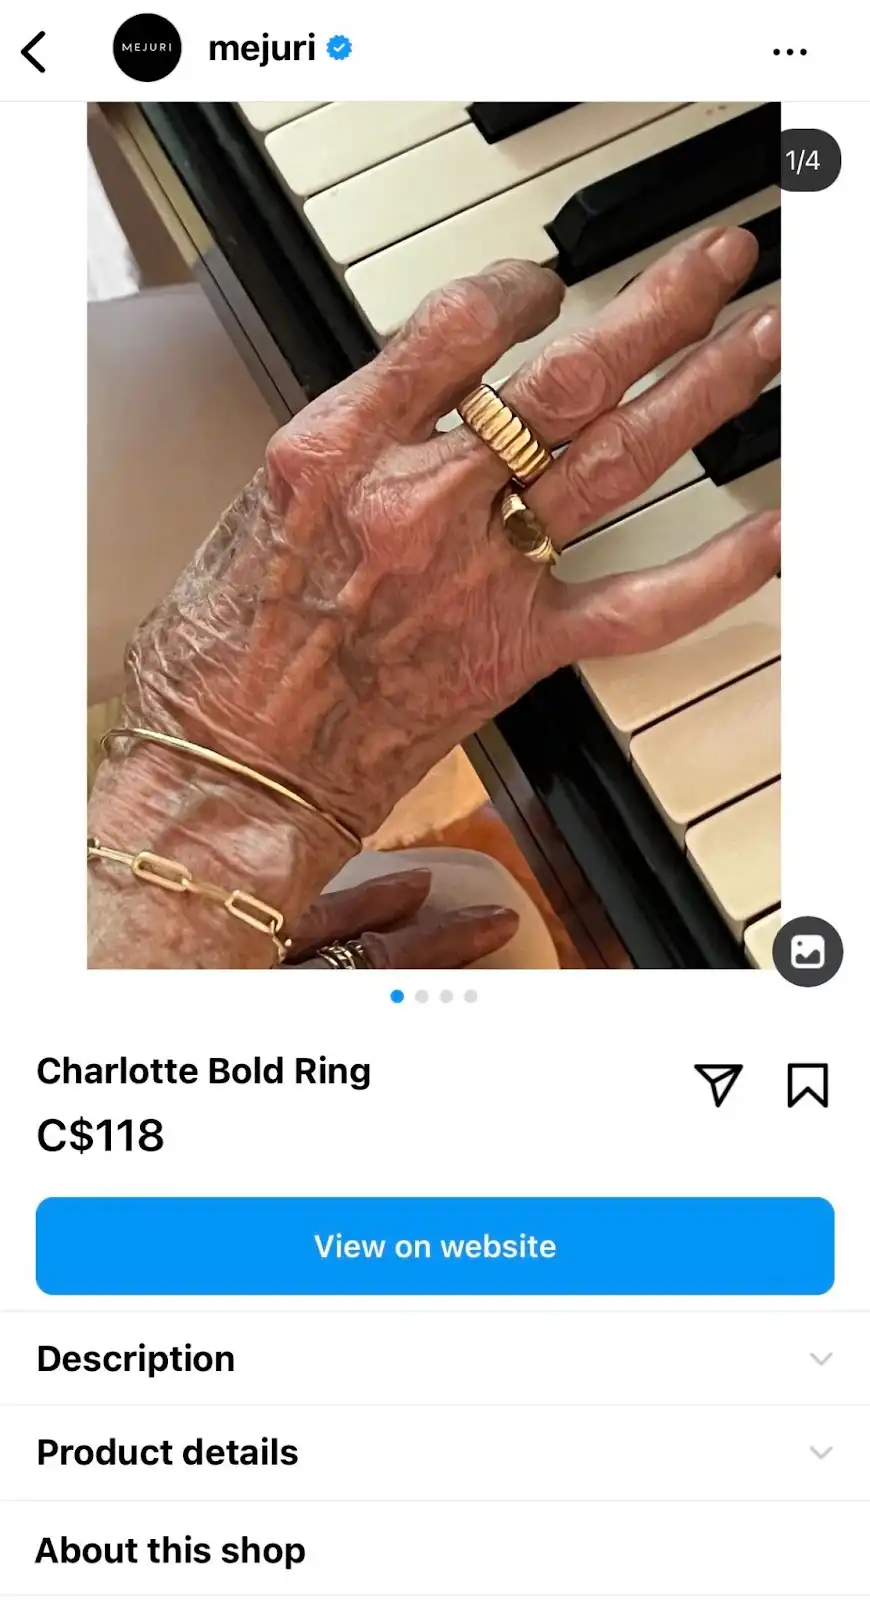 MEJURI
mejuri
1/4
Charlotte Bold Ring
C$118
View on website
Description
Product details
About this shop